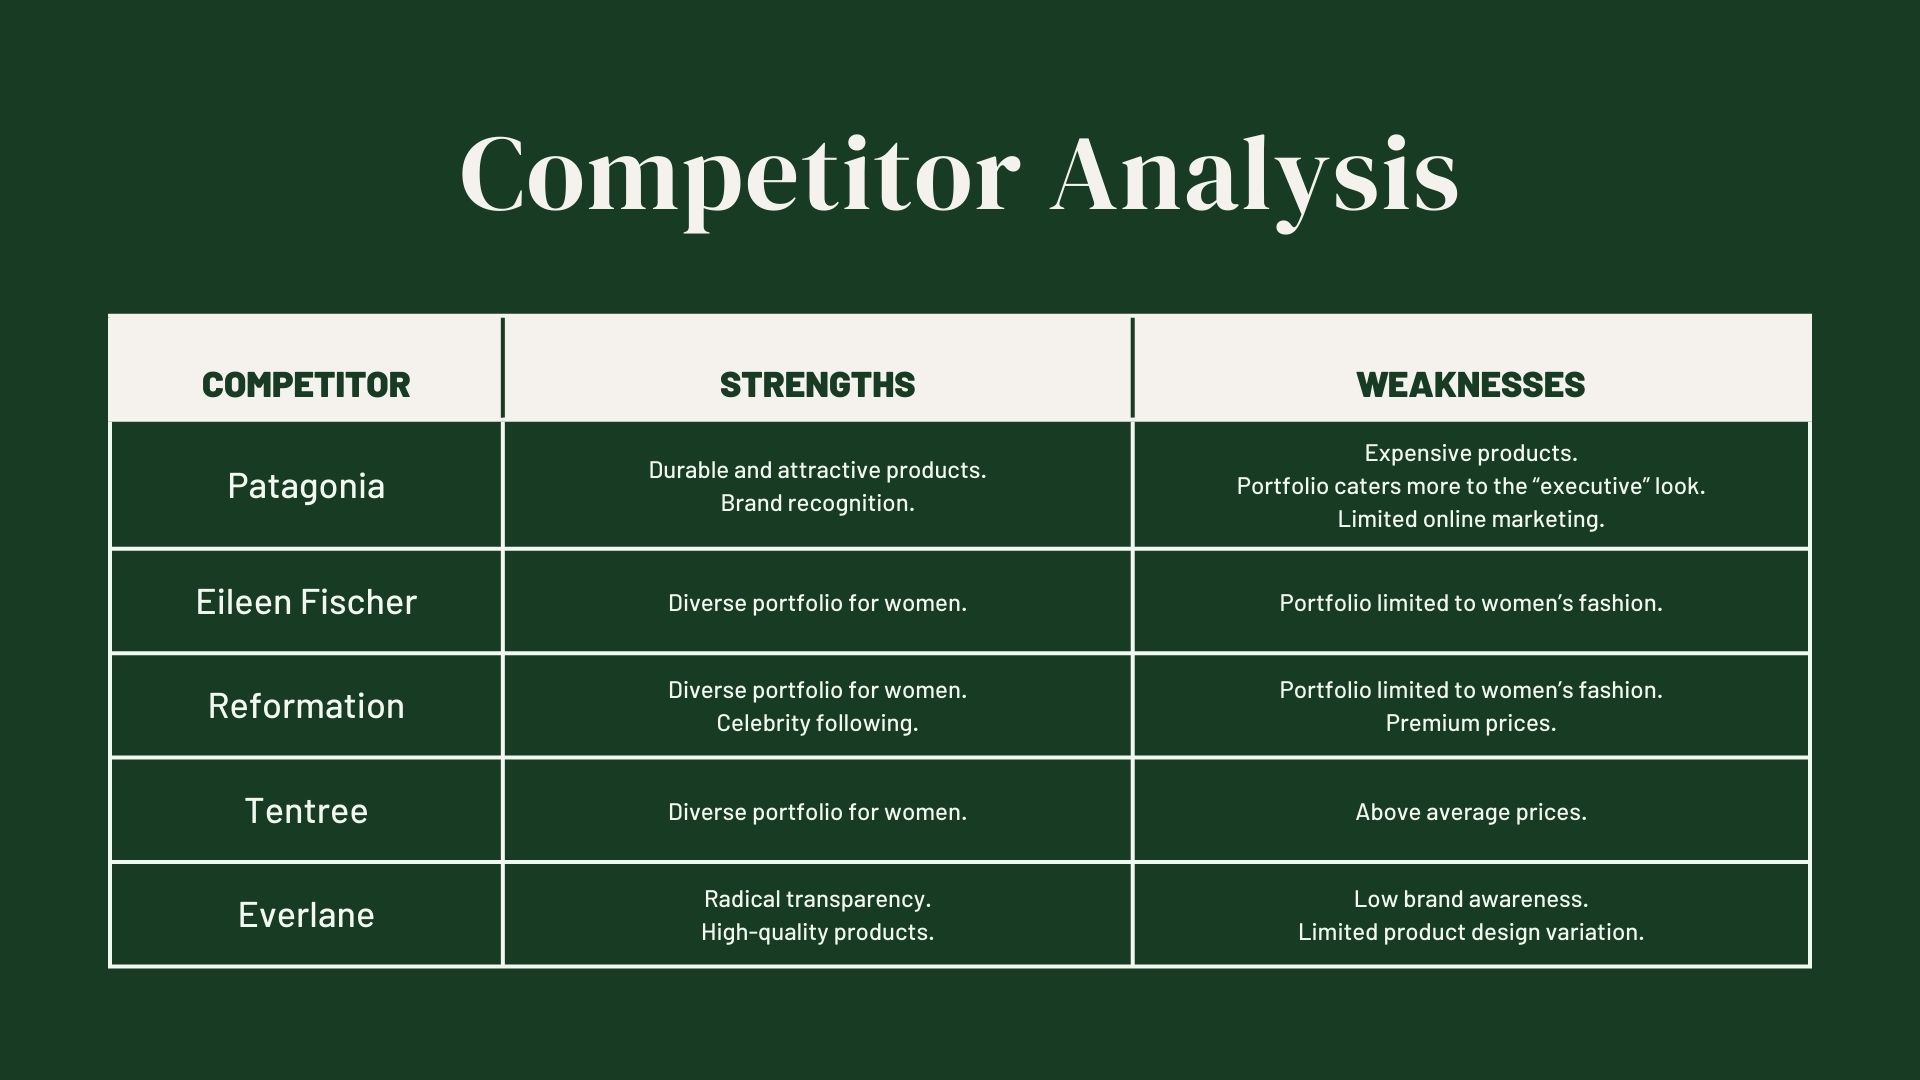 Competitor Analysis
COMPETITOR
STRENGTHS
WEAKNESSES
Patagonia
Durable and attractive products.
Brand recognition.
Expensive products.
Portfolio caters more to the “executive” look.
Limited online marketing.
Eileen Fischer
Diverse portfolio for women.
Portfolio limited to women’s fashion.
Reformation
Diverse portfolio for women.
Celebrity following.
Portfolio limited to women’s fashion.
Premium prices.
Tentree
Diverse portfolio for women.
Above average prices.
Everlane
Radical transparency.
High-quality products.
Low brand awareness.
Limited product design variation.